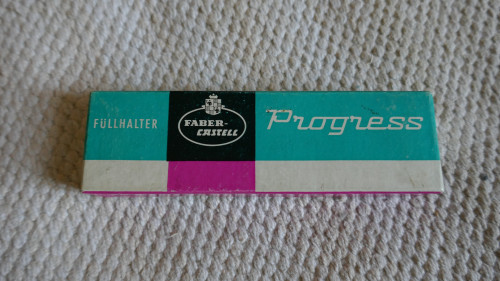 FÜLLHALTER
FABER-
CASTELL
Progress